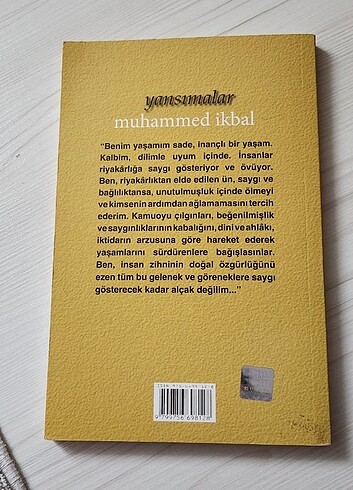 yansımalar
muhammed ikbal
“Benim yaşamım sade, inançlı bir yaşam.
Kalbim, dilimle uyum içinde. İnsanlar
riyakârlığa saygı gösteriyor ve övüyor.
Ben, riyakârlıktan elde edilen ün, saygı ve
bağlılıktansa, unutulmuşluk içinde ölmeyi
ve kimsenin ardımdan ağlamamasını tercih
ederim. Kamuoyu çılgınları, beğenilmişlik
ve saygınlıklarının kabalığını, dini ve ahlâkı,
iktidarın arzusuna göre hareket ederek
yaşamlarını sürdürenlere bağışlasınlar.
Ben, insan zihninin doğal özgürlüğünü
ezen tüm bu gelenek ve göreneklere saygı
gösterecek kadar alçak değilim...”